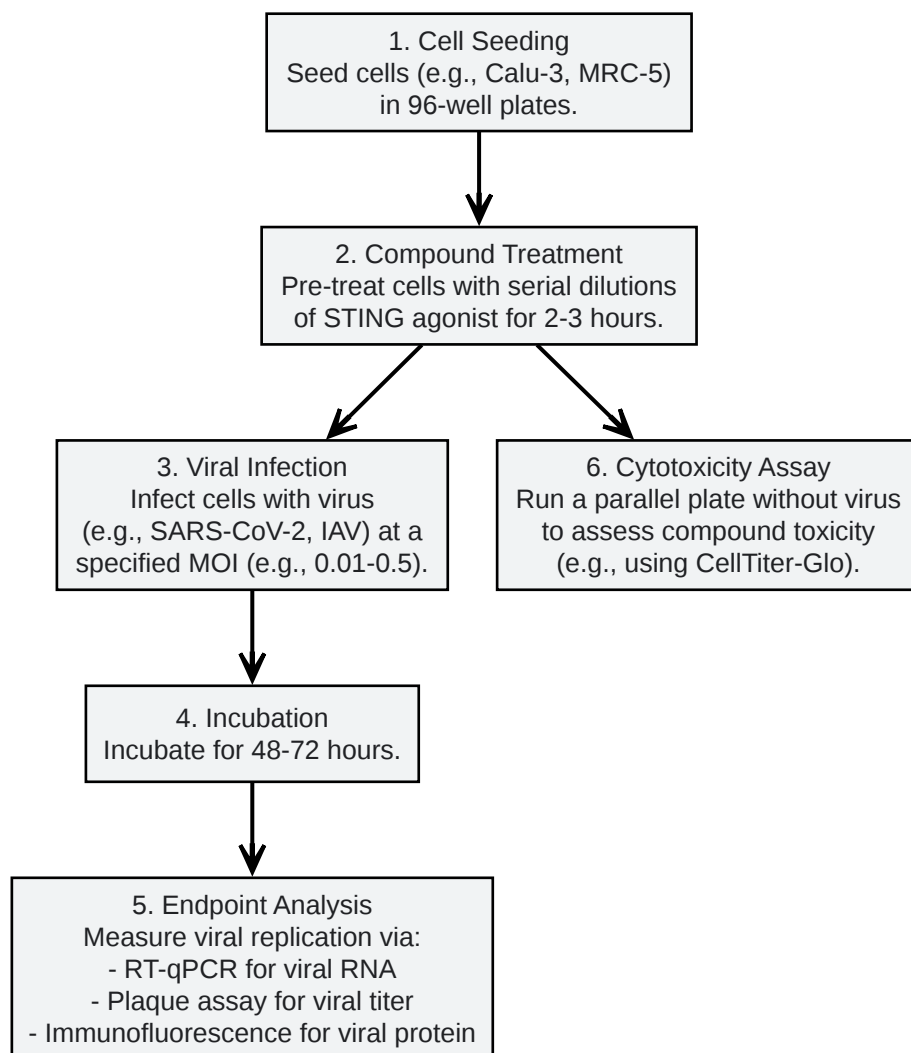 1. Cell Seeding
Seed cells (e.g., Calu-3, MRC-5)
in 96-well plates.
2. Compound Treatment
Pre-treat cells with serial dilutions
of STING agonist for 2-3 hours.
3. Viral Infection
Infect cells with virus
(e.g., SARS-CoV-2, IAV) at a
specified MOI (e.g., 0.01-0.5).
6. Cytotoxicity Assay
Run a parallel plate without virus
to assess compound toxicity
(e.g., using CellTiter-Glo).
4. Incubation
Incubate for 48-72 hours.
5. Endpoint Analysis
Measure viral replication via:
- RT-qPCR for viral RNA
- Plaque assay for viral titer
- Immunofluorescence for viral protein